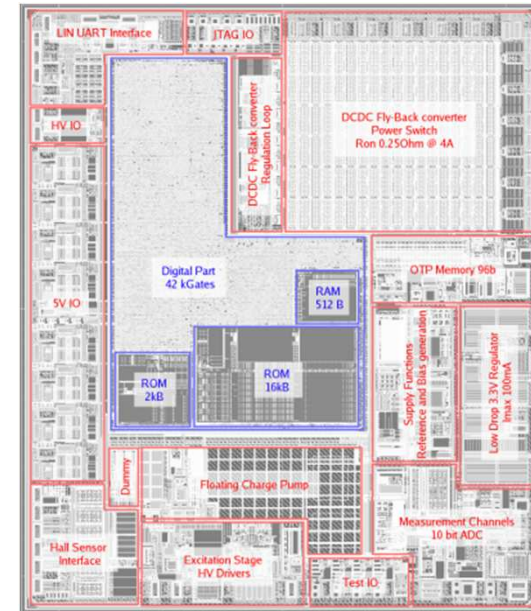 LIN UART Interface
JTAG IO
DCDC Fly-Back converter
Regulation Loop
DCDC Fly-Back converter
Power Switch
Ron 0.25Ohm @ 4A
HV IO
5V IO
Digital Part
42 kGates
RAM
512 B
OTP Memory 96b
ROM
2kB
ROM
16kB
Supply Functions
Reference and Bias generation
Low Drop 3.3V Regulator
Imax 100mA
Dummy
Floating Charge Pump
Measurement Channels
10 bit ADC
Hall Sensor
Interface
Excitation Stage
HV Drivers
Test IO